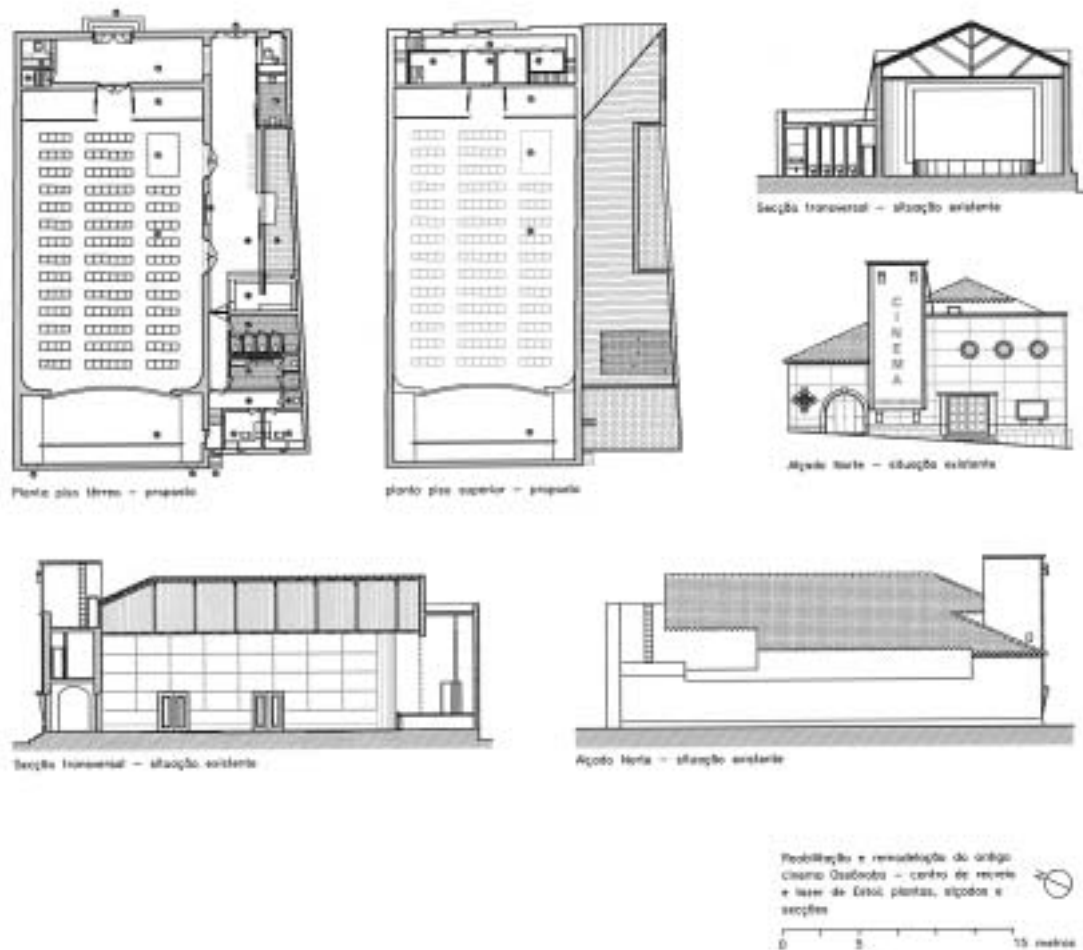 Planta piso térreo – proposto
planta piso superior – proposto
Secção transversal – situação existente
CINEMA
Alçado Norte – situação existente
Secção transversal – situação existente
Alçado Norte – situação existente
Reabilitação e remodelação do antigo
cinema Ossónoba – centro de recreio
e lazer de Estoi: plantas, alçados e
secções
0 5 15 metros